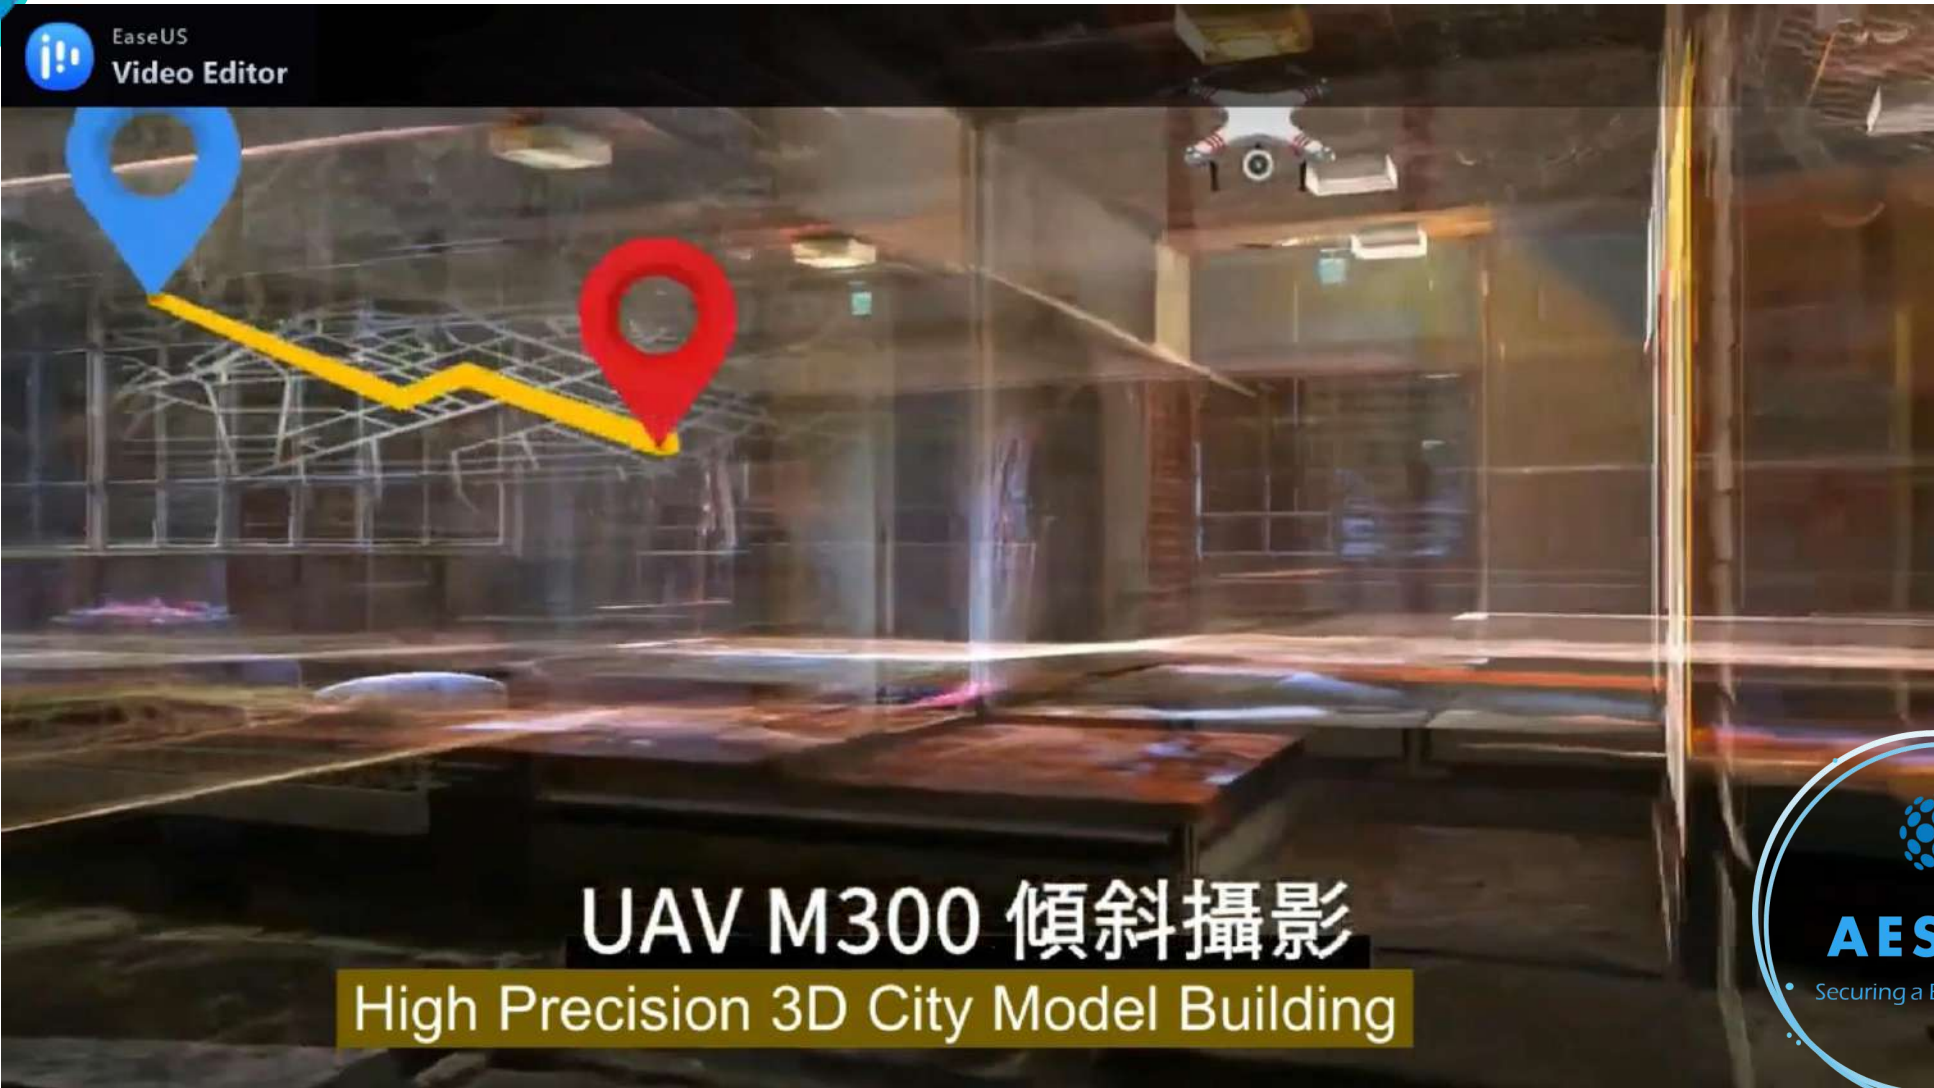 EaseUS
Video Editor
UAV M300 傾斜攝影
High Precision 3D City Model Building
AES
Securing a